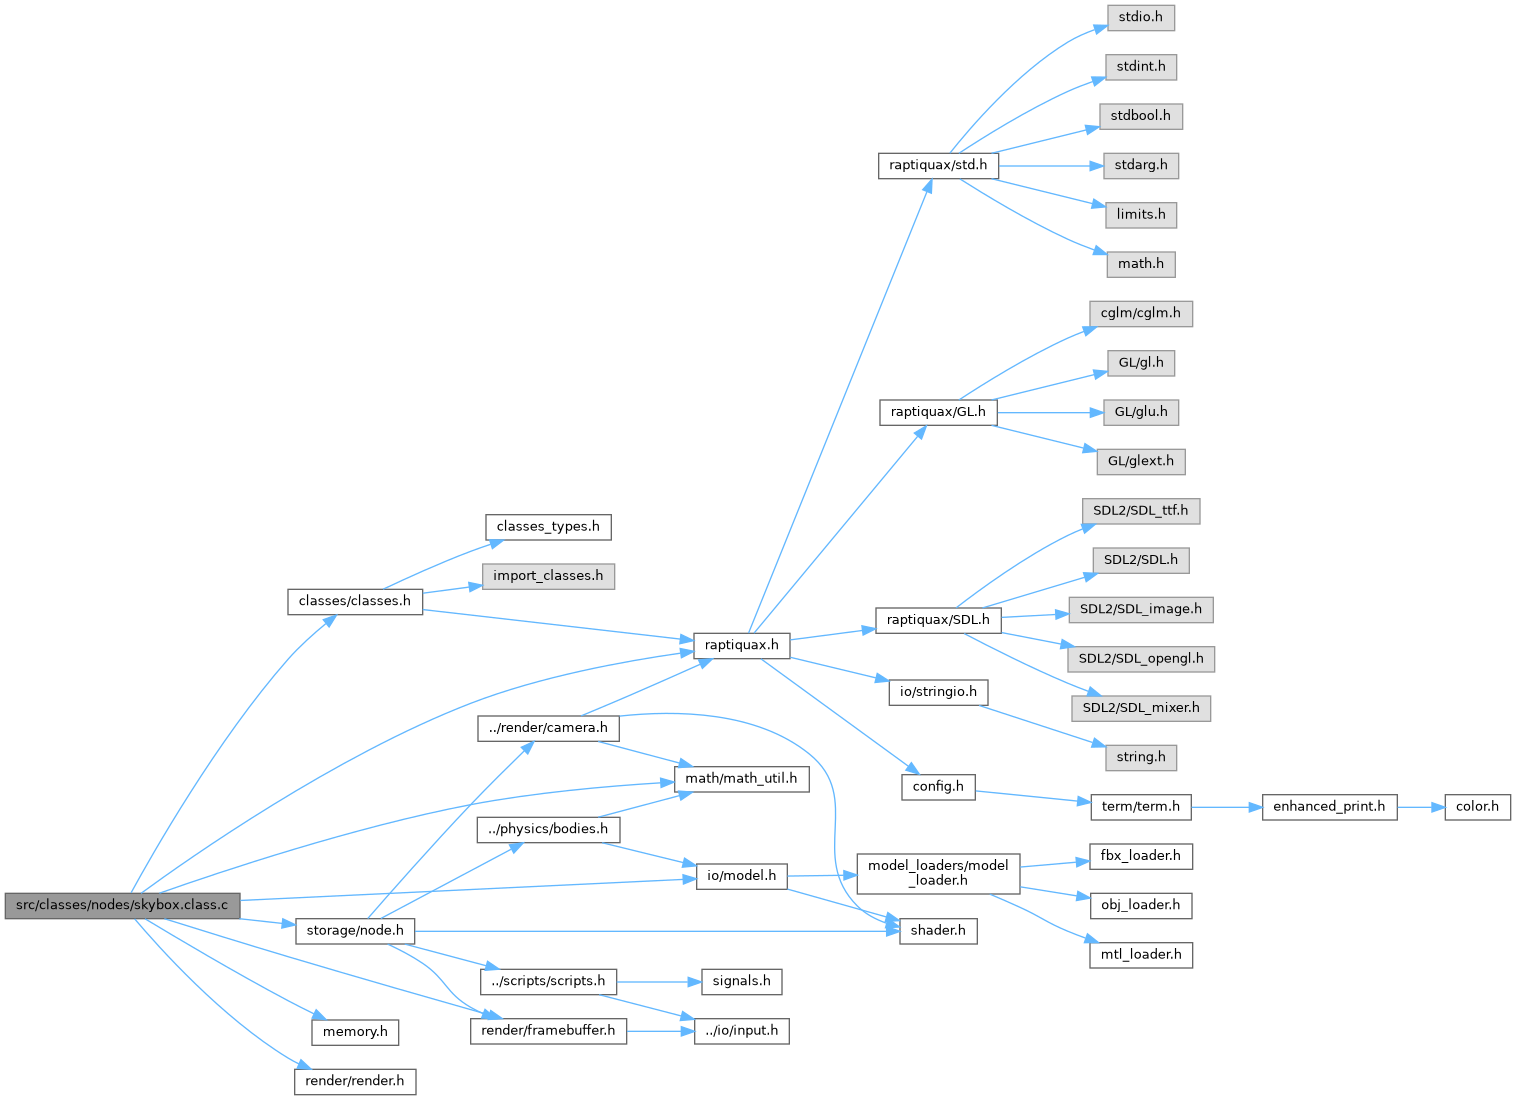 stdio.h
stdint.h
stdbool.h
raptiquax/std.h
stdarg.h
limits.h
math.h
cglm/cglm.h
GL/gl.h
raptiquax/GL.h
GL/glu.h
GL/glext.h
SDL2/SDL_ttf.h
classes_types.h
SDL2/SDL.h
import_classes.h
classes/classes.h
SDL2/SDL_image.h
raptiquax/SDL.h
raptiquax.h
SDL2/SDL_opengl.h
io/stringio.h
SDL2/SDL_mixer.h
../render/camera.h
string.h
math/math_util.h
config.h
term/term.h
enhanced_print.h
color.h
../physics/bodies.h
fbx_loader.h
model_loaders/model
_loader.h
io/model.h
src/classes/nodes/skybox.class.c
obj_loader.h
storage/node.h
shader.h
mtl_loader.h
../scripts/scripts.h
signals.h
memory.h
render/framebuffer.h
../io/input.h
render/render.h